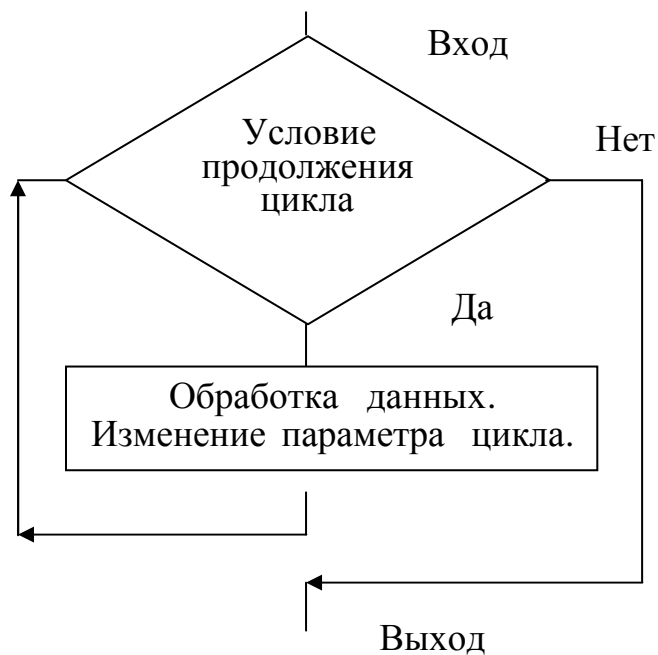 Вход
Условие
продолжения
цикла
Нет
Да
Обработка данных.
Изменение параметра цикла.
Выход